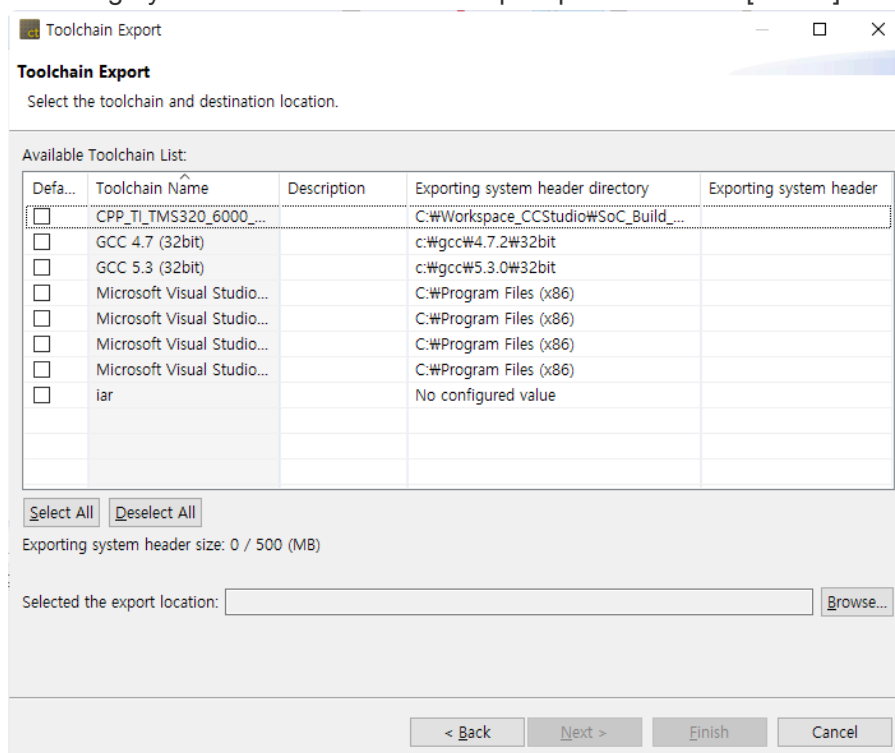 Toolchain Export
Toolchain Export
Select the toolchain and destination location.
Available Toolchain List:
Defa... Toolchain Name Description Exporting system header directory Exporting system header
CPP_TI_TMS320_6000_... C:₩Workspace_CCStudio₩SoC_Build_...
GCC 4.7 (32bit) c:₩gcc₩4.7.2₩32bit
GCC 5.3 (32bit) c:₩gcc₩5.3.0₩32bit
Microsoft Visual Studio... C:₩Program Files (x86)
Microsoft Visual Studio... C:₩Program Files (x86)
Microsoft Visual Studio... C:₩Program Files (x86)
Microsoft Visual Studio... C:₩Program Files (x86)
iar No configured value
Select All Deselect All
Exporting system header size: 0 / 500 (MB)
Selected the export location: Browse...
< Back Next > Finish Cancel